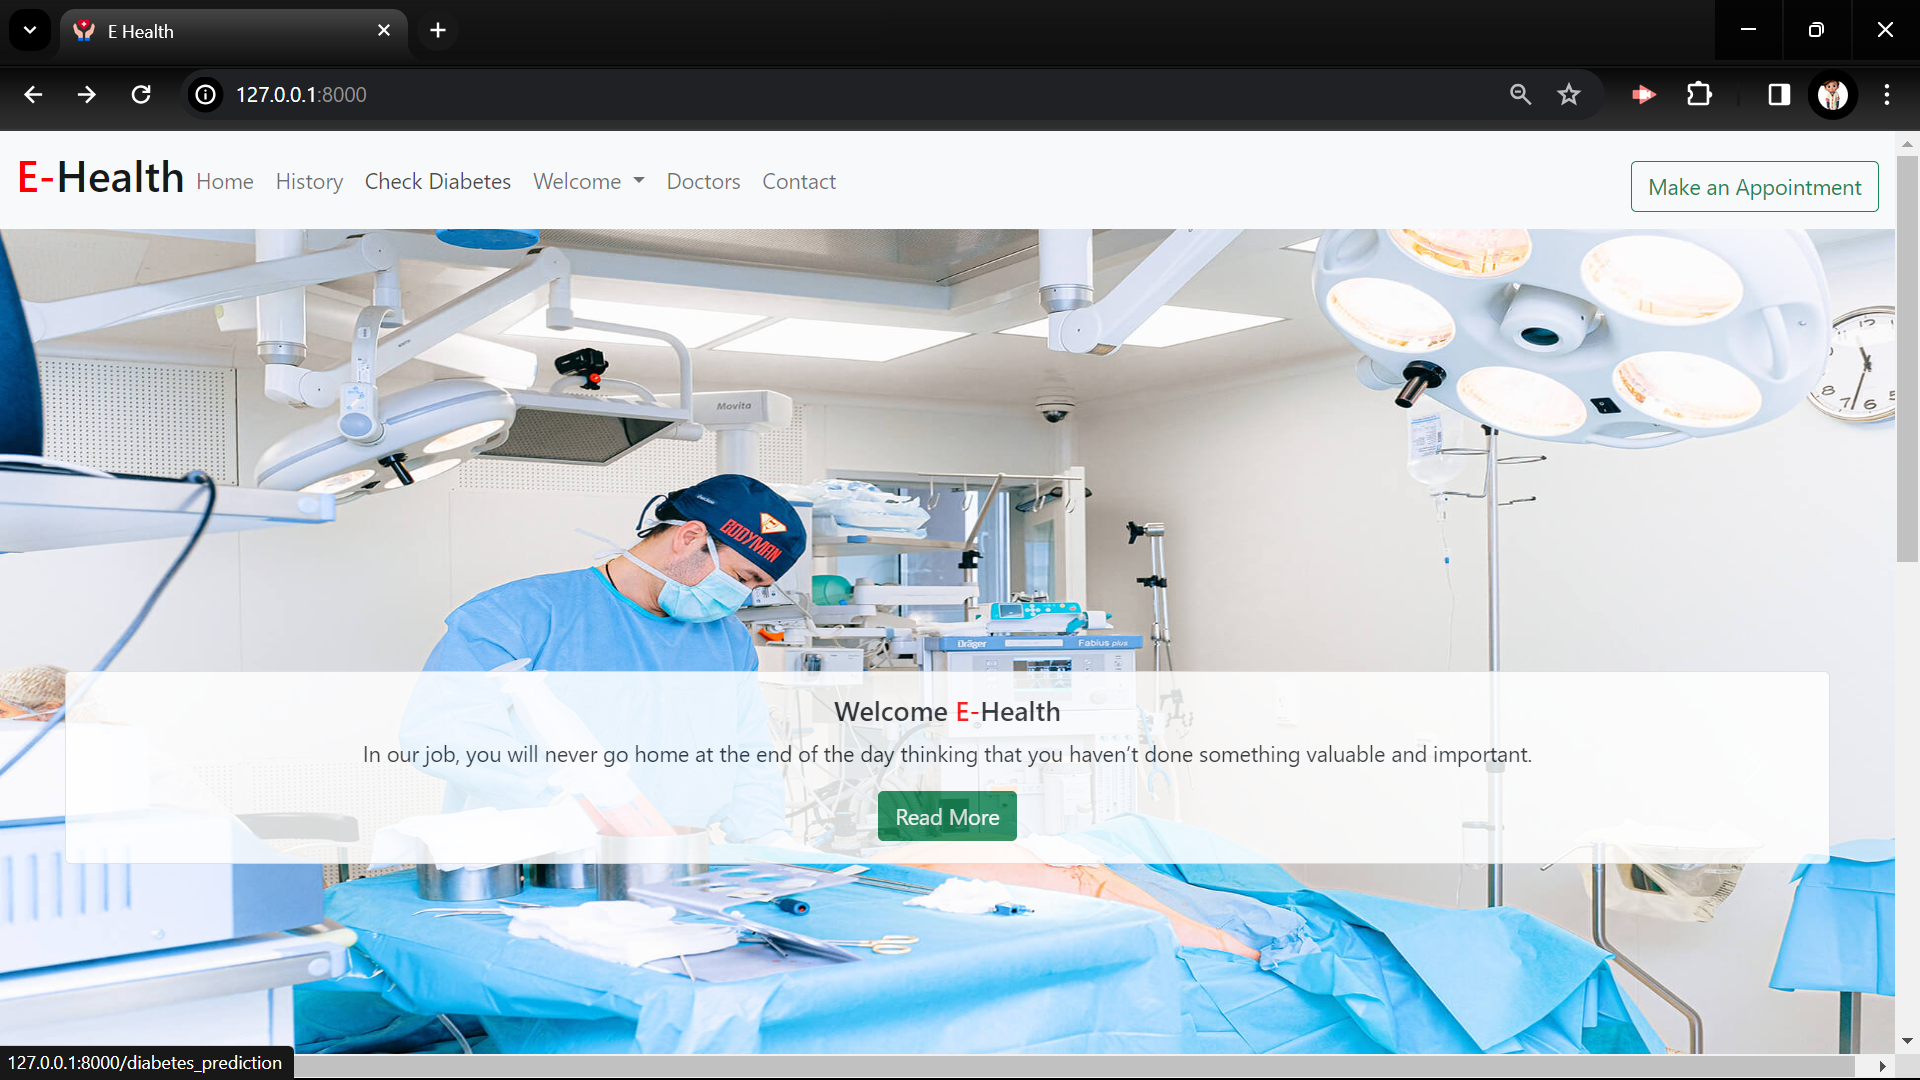 E Health
127.0.0.1:8000
E-Health Home History Check Diabetes Welcome Doctors Contact
Make an Appointment
Movita
BODYMAN
Dräger Fabius plus
Welcome E-Health
In our job, you will never go home at the end of the day thinking that you haven’t done something valuable and important.
Read More
127.0.0.1:8000/diabetes_prediction